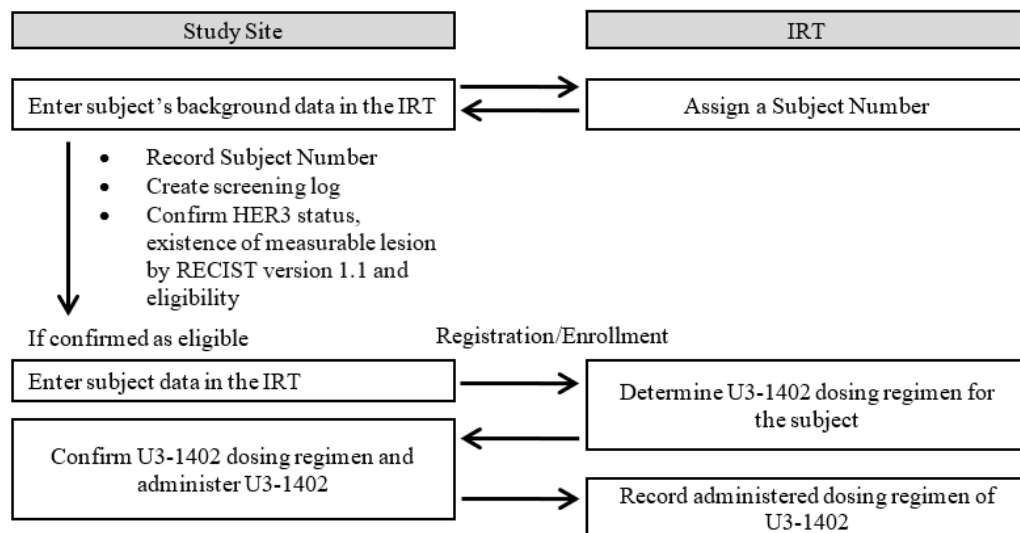 Study Site
IRT
Enter subject's background data in the IRT
Assign a Subject Number
• Record Subject Number
• Create screening log
• Confirm HER3 status,
existence of measurable lesion
by RECIST version 1.1 and
eligibility
If confirmed as eligible
Registration/Enrollment
Enter subject data in the IRT
Determine U3-1402 dosing regimen for
the subject
Confirm U3-1402 dosing regimen and
administer U3-1402
Record administered dosing regimen of
U3-1402